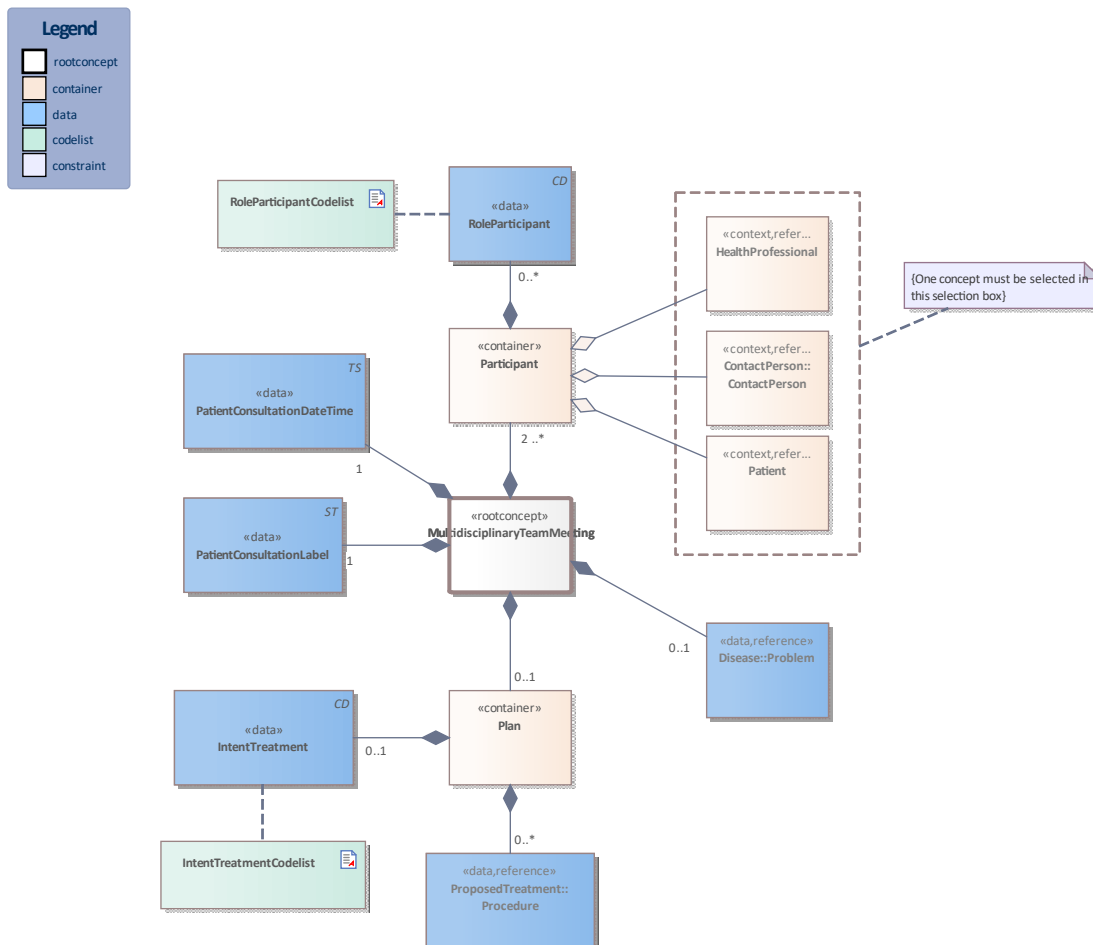 Legend
rootconcept
container
data
codelist
constraint
RoleParticipantCodelist
CD
«data»
RoleParticipant
0..*
«context,refer...
HealthProfessional
{One concept must be selected in
this selection box}
«container»
Participant
«context,refer...
ContactPerson::
ContactPerson
TS
«data»
PatientConsultationDateTime
2 ..*
«context,refer...
Patient
1
ST
«data»
PatientConsultationLabel
1
«rootconcept»
MultidisciplinaryTeamMeeting
«data,reference»
Disease::Problem
0..1
0..1
CD
«data»
IntentTreatment
0..1
«container»
Plan
0..*
IntentTreatmentCodelist
«data,reference»
ProposedTreatment::
Procedure